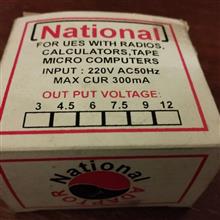 National
FOR UES WITH RADIOS,
CALCULATORS,TAPE
MICRO COMPUTERS
INPUT : 220V AC50Hz
MAX CUR 300mA
OUT PUT VOLTAGE:
3 4.5 6 7.5 9 12
National
ADAPTOR